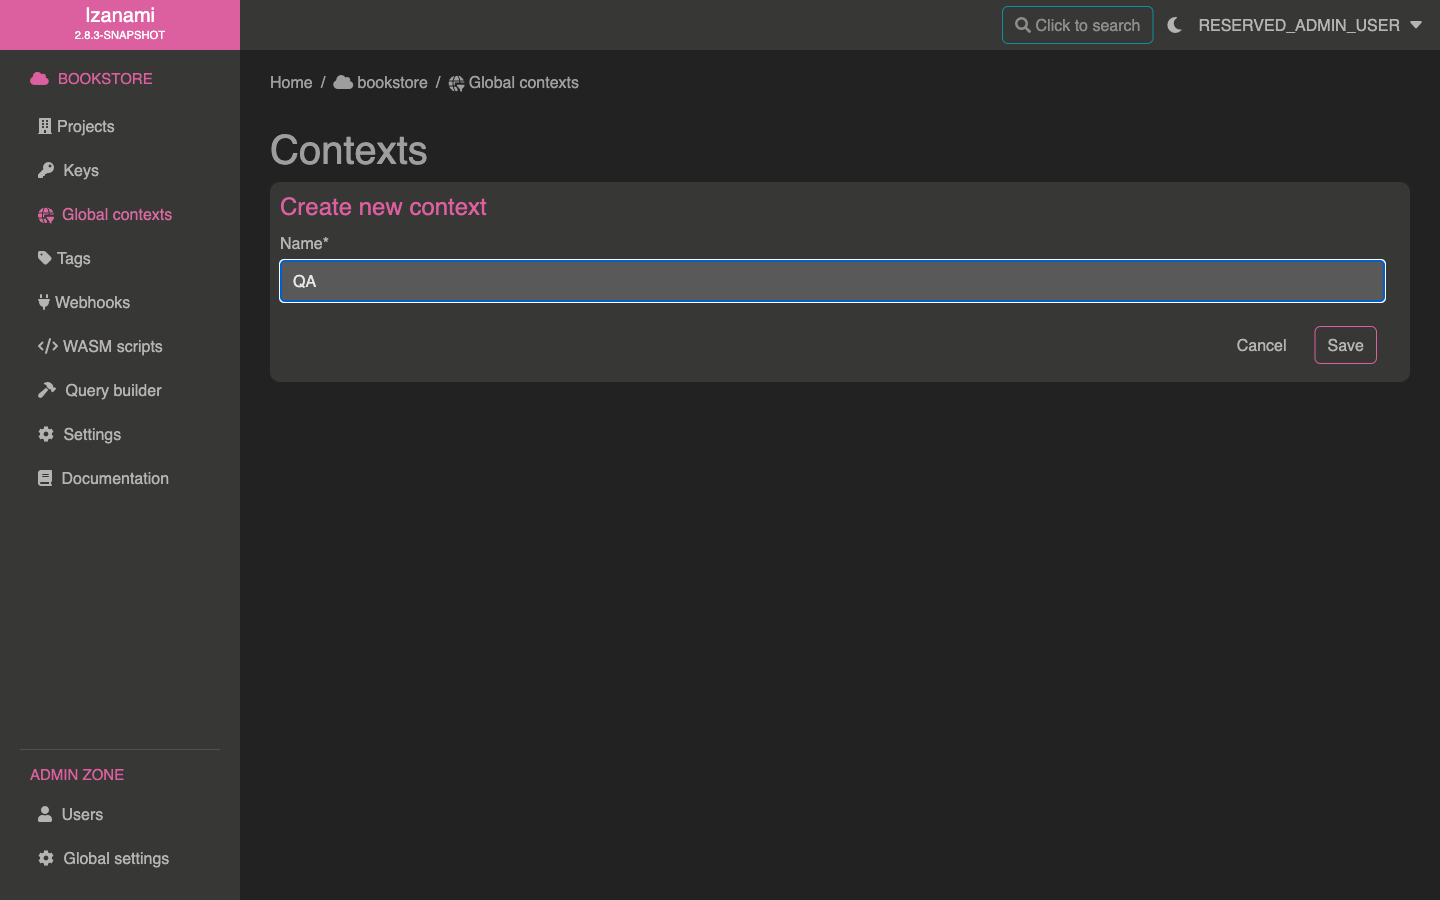 Izanami
2.8.3-SNAPSHOT
Click to search
RESERVED_ADMIN_USER
BOOKSTORE
Projects
Keys
Global contexts
Tags
Webhooks
WASM scripts
Query builder
Settings
Documentation
ADMIN ZONE
Users
Global settings
Home / bookstore / Global contexts
Contexts
Create new context
Name*
QA
Cancel Save